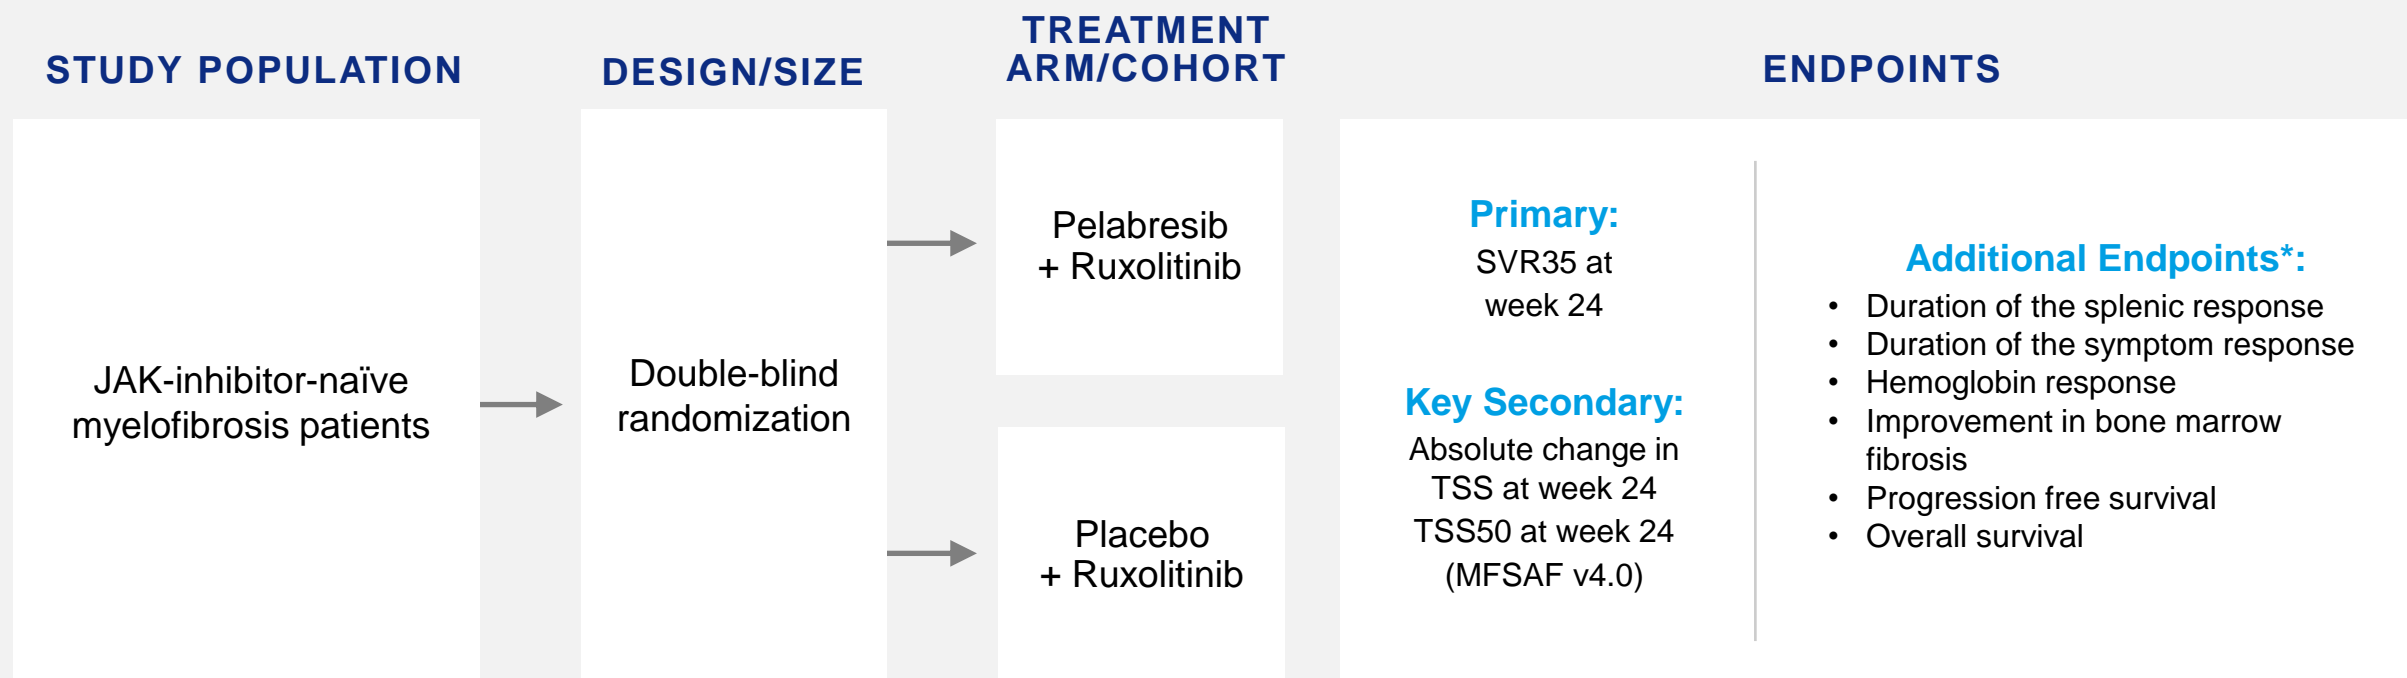 STUDY POPULATION
DESIGN/SIZE
TREATMENT
ARM/COHORT
ENDPOINTS
JAK-inhibitor-naïve
myelofibrosis patients
Double-blind
randomization
Pelabresib
+ Ruxolitinib
Placebo
+ Ruxolitinib
Primary:
SVR35 at
week 24
Key Secondary:
Absolute change in
TSS at week 24
TSS50 at week 24
(MFSAF v4.0)
Additional Endpoints*:
• Duration of the splenic response
• Duration of the symptom response
• Hemoglobin response
• Improvement in bone marrow
fibrosis
• Progression free survival
• Overall survival